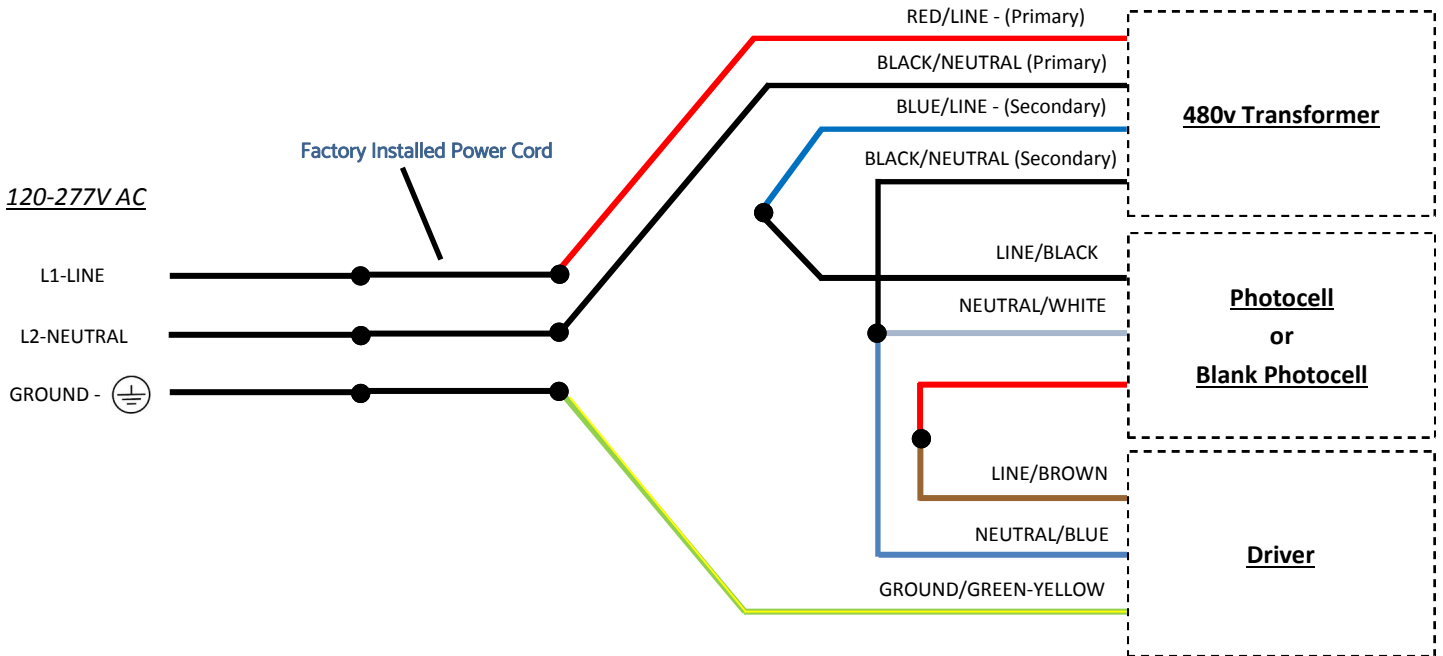 RED/LINE - (Primary)
BLACK/NEUTRAL (Primary)
BLUE/LINE - (Secondary)
BLACK/NEUTRAL (Secondary)
480v Transformer
Factory Installed Power Cord
120-277V AC
L1-LINE
L2-NEUTRAL
GROUND -
LINE/BLACK
NEUTRAL/WHITE
Photocell
or
Blank Photocell
LINE/BROWN
NEUTRAL/BLUE
GROUND/GREEN-YELLOW
Driver